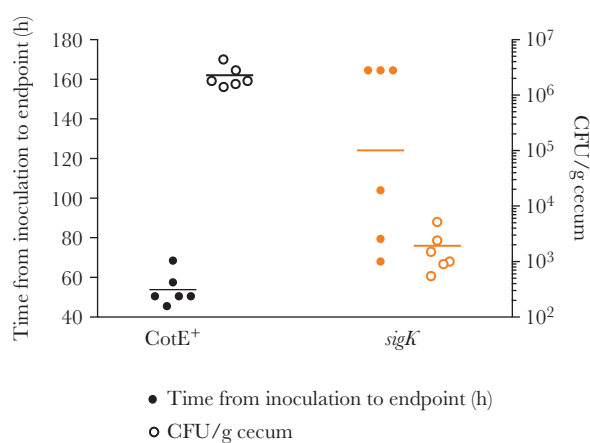 Time from inoculation to endpoint (h)
180
160
140
120
100
80
60
40
10⁷
10⁶
10⁵
10⁴
10³
10²
CFU/g cecum
CotE⁺
sigK
Time from inoculation to endpoint (h)
CFU/g cecum